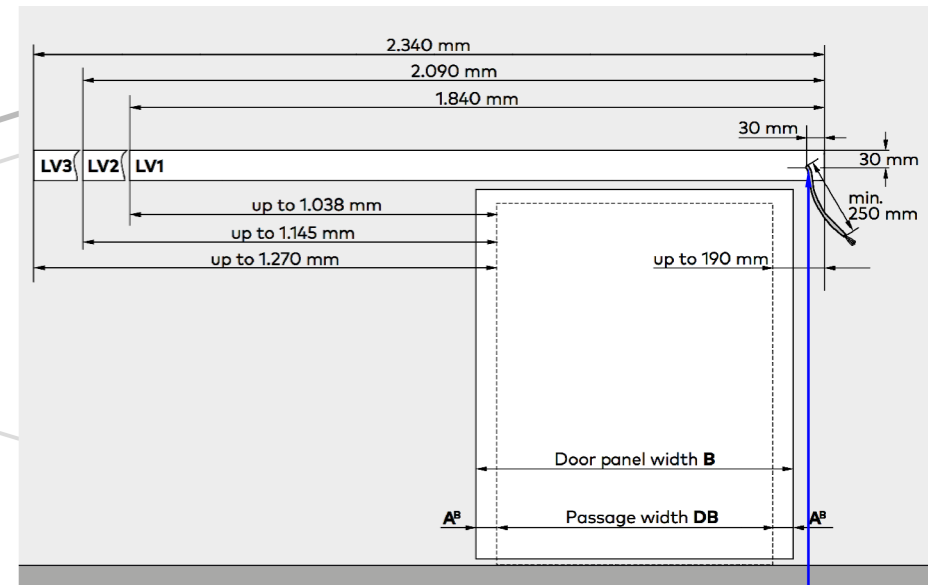 2.340 mm
2.090 mm
1.840 mm
30 mm
30 mm
LV3 LV2 LV1
min.
250 mm
up to 1.038 mm
up to 1.145 mm
up to 1.270 mm
up to 190 mm
Door panel width B
Aᴮ Passage width DB Aᴮ